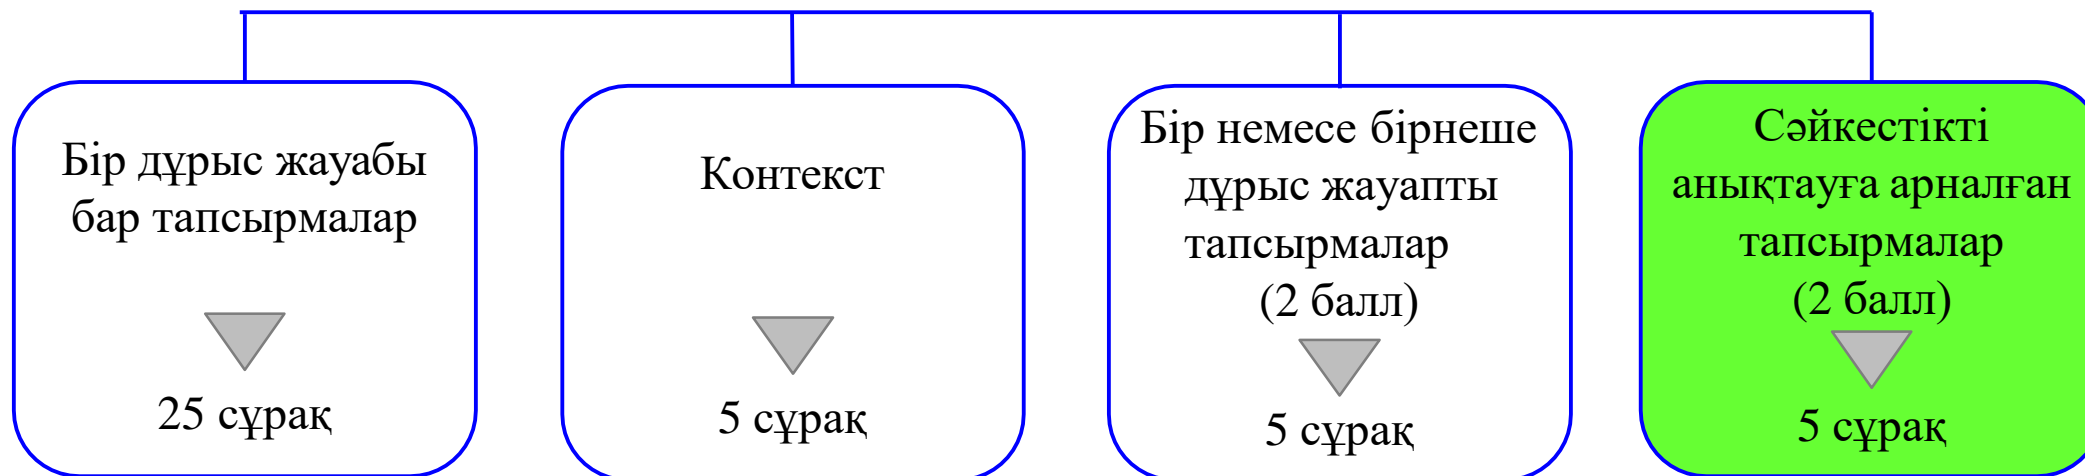 Бір дұрыс жауабы
бар тапсырмалар
25 сұрақ
Контекст
5 сұрақ
Бір немесе бірнеше
дұрыс жауапты
тапсырмалар
(2 балл)
5 сұрақ
Сәйкестікті
анықтауға арналған
тапсырмалар
(2 балл)
5 сұрақ